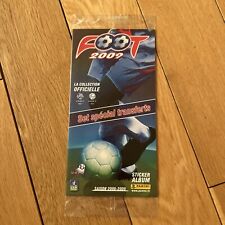 FOOT
2009
LA COLLECTION
OFFICIELLE
Set spécial transferts
STICKER
ALBUM
PANINI
SAISON 2008-2009